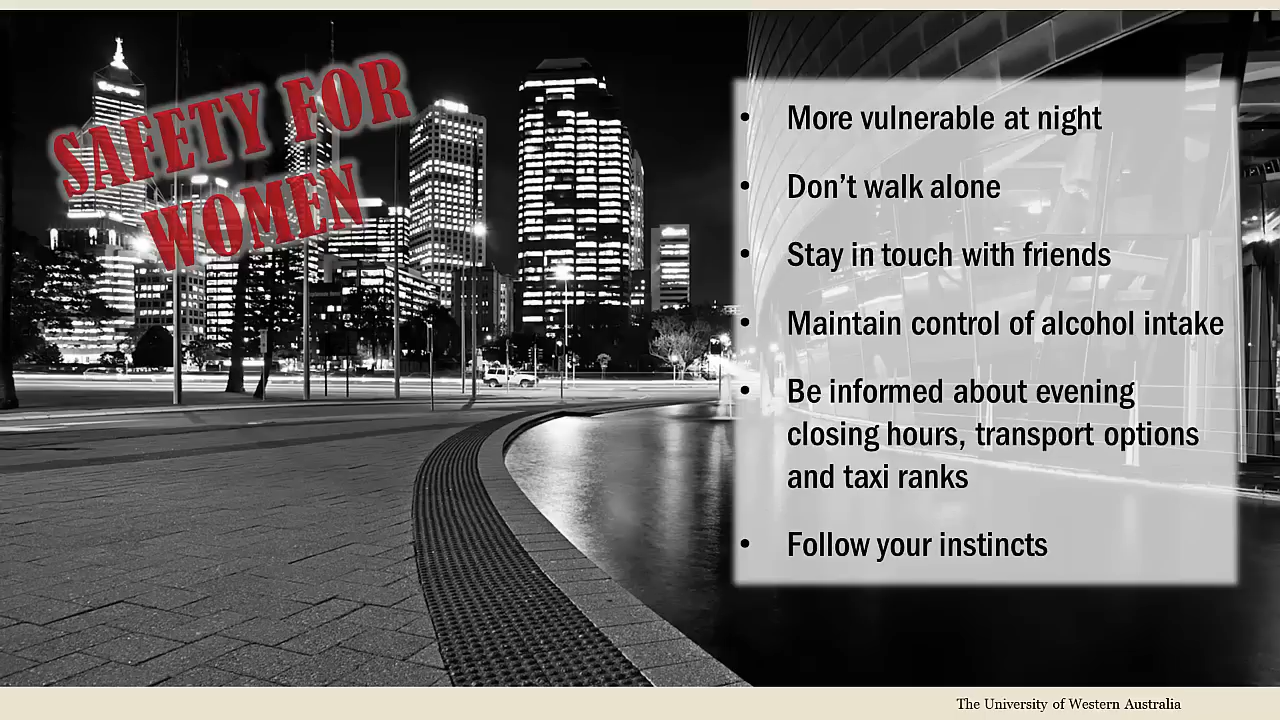 SAFETY FOR
WOMEN
• More vulnerable at night
• Don’t walk alone
• Stay in touch with friends
• Maintain control of alcohol intake
• Be informed about evening
closing hours, transport options
and taxi ranks
• Follow your instincts
The University of Western Australia